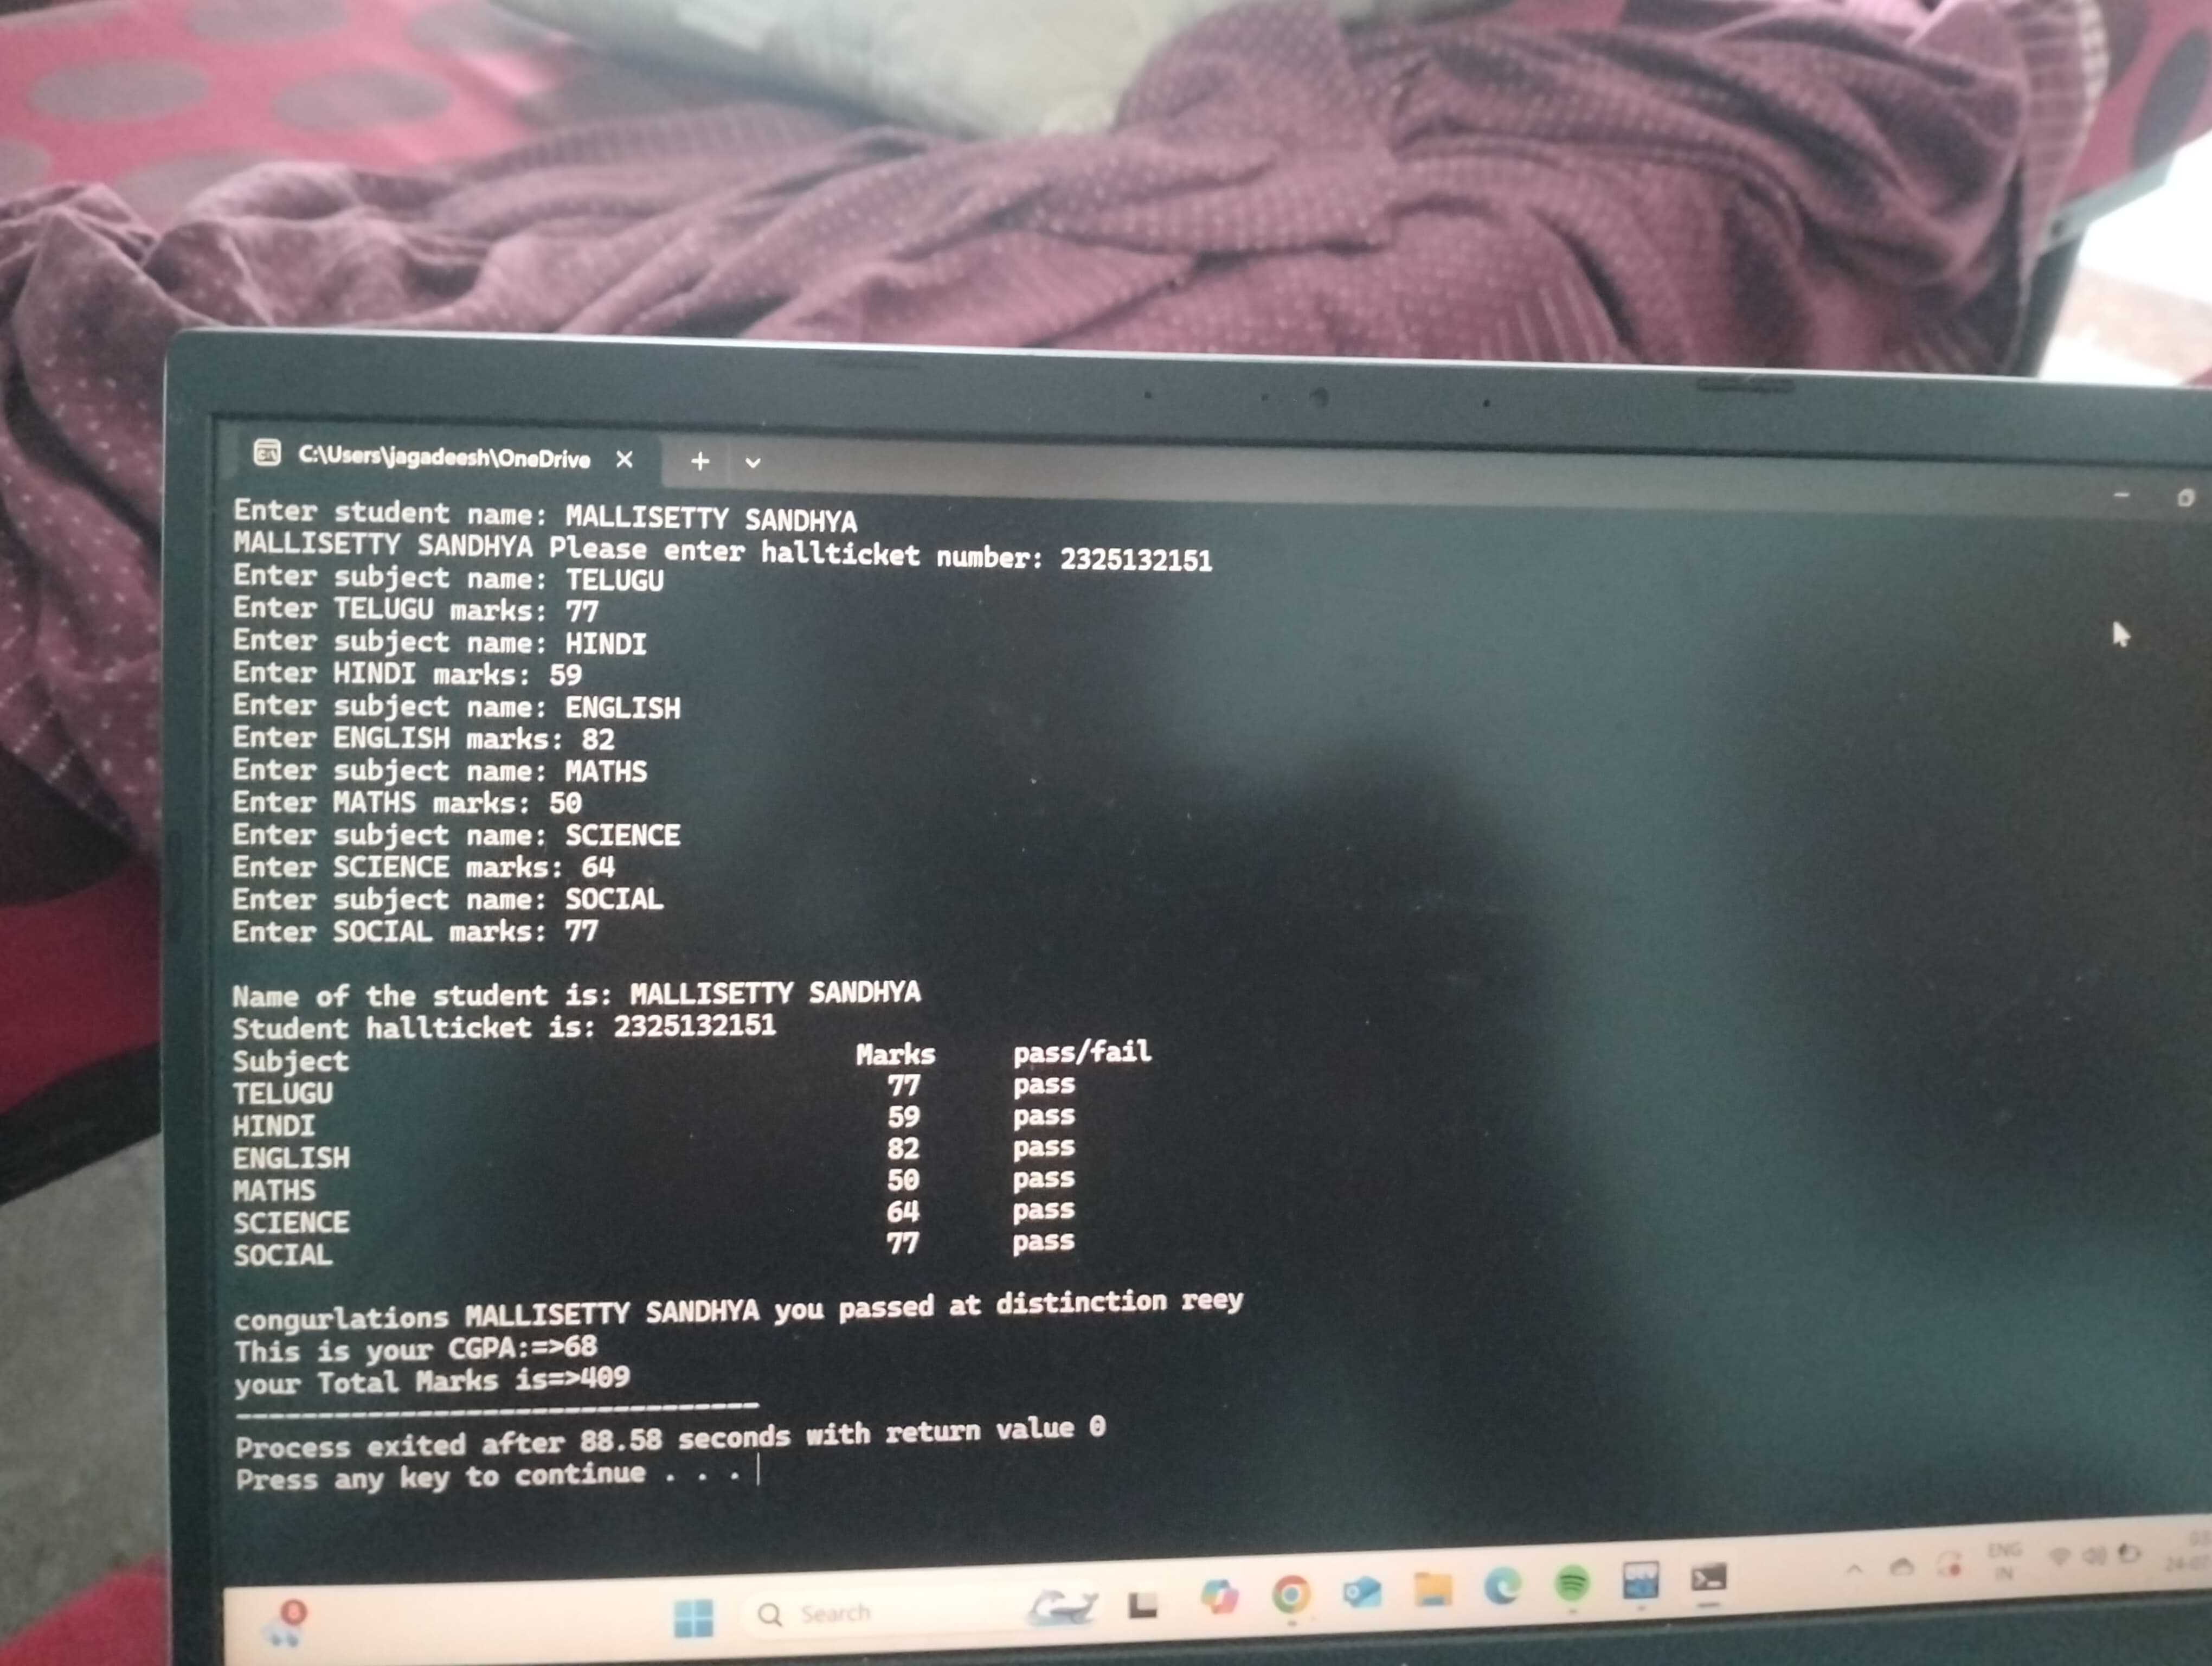 C:\Users\jagadeesh\OneDrive
Enter student name: MALLISETTY SANDHYA
MALLISETTY SANDHYA Please enter hallticket number: 2325132151
Enter subject name: TELUGU
Enter TELUGU marks: 77
Enter subject name: HINDI
Enter HINDI marks: 59
Enter subject name: ENGLISH
Enter ENGLISH marks: 82
Enter subject name: MATHS
Enter MATHS marks: 50
Enter subject name: SCIENCE
Enter SCIENCE marks: 64
Enter subject name: SOCIAL
Enter SOCIAL marks: 77
Name of the student is: MALLISETTY SANDHYA
Student hallticket is: 2325132151
Subject Marks pass/fail
TELUGU 77 pass
HINDI 59 pass
ENGLISH 82 pass
MATHS 50 pass
SCIENCE 64 pass
SOCIAL 77 pass
congurlations MALLISETTY SANDHYA you passed at distinction reey
This is your CGPA:=>68
your Total Marks is=>409
--------------------------------
Process exited after 88.58 seconds with return value 0
Press any key to continue . . .
8
Search
ENG
IN